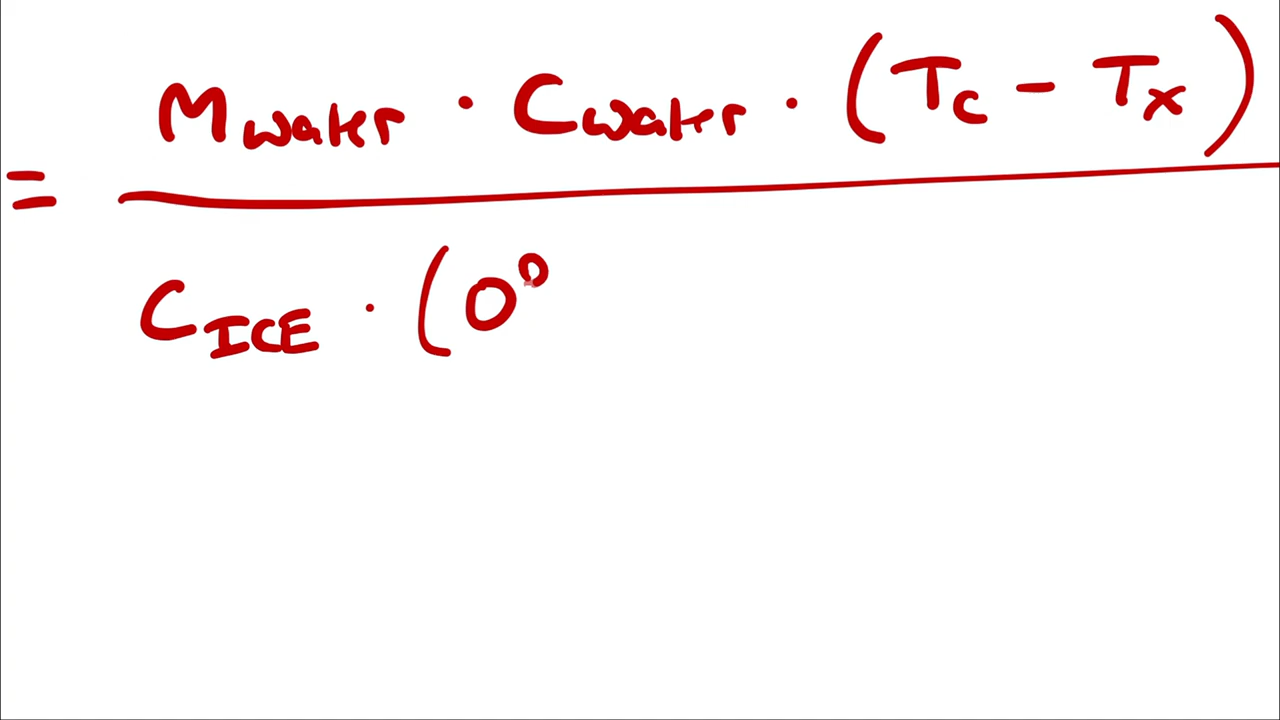 = Mwater · Cwater · (Tc - Tx)
CICE · (0°